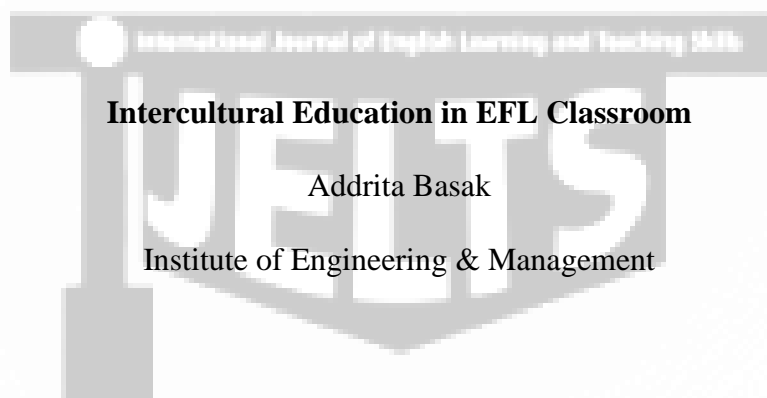 International Journal of English Learning and Teaching Skills
Intercultural Education in EFL Classroom
Addrita Basak
Institute of Engineering & Management
IJELTS